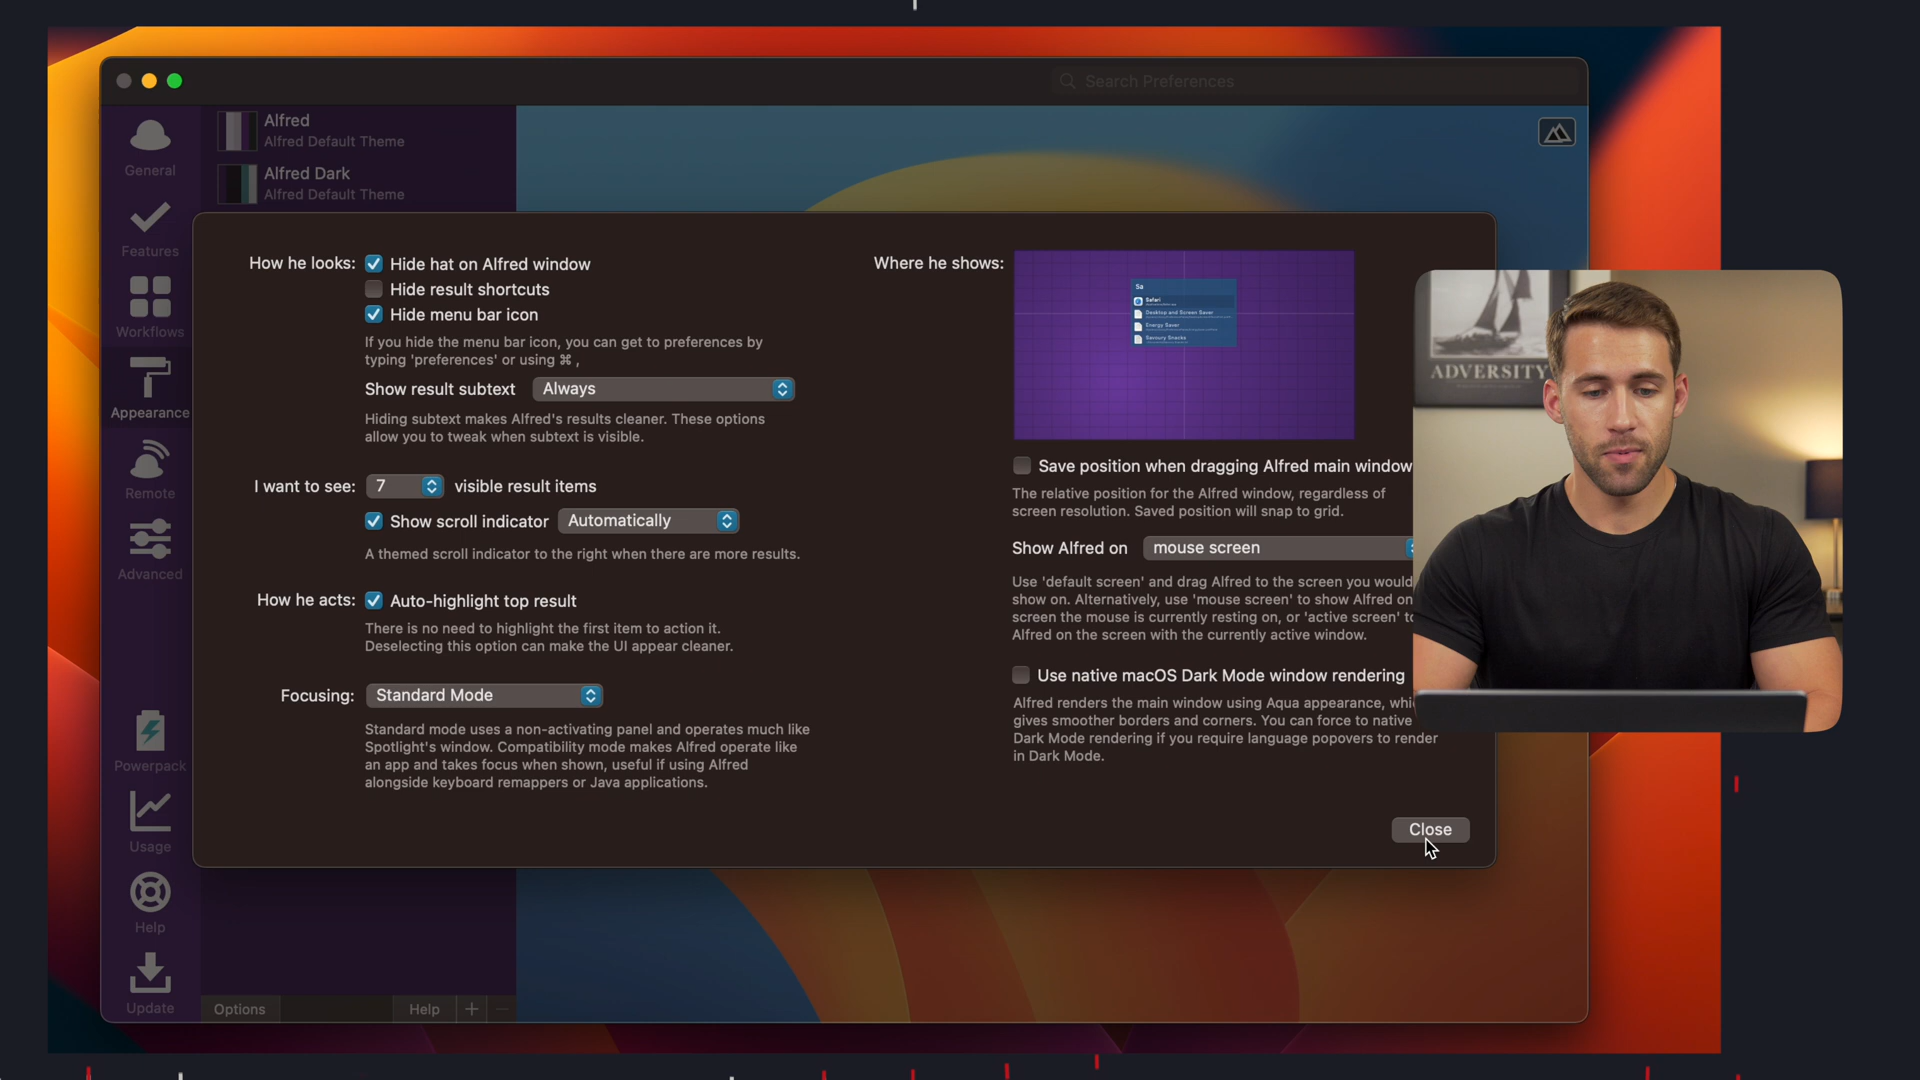 Search Preferences
General
Features
Workflows
Appearance
Remote
Advanced
Powerpack
Usage
Help
Update
Alfred
Alfred Default Theme
Alfred Dark
Alfred Default Theme
How he looks:
Hide hat on Alfred window
Hide result shortcuts
Hide menu bar icon
If you hide the menu bar icon, you can get to preferences by
typing 'preferences' or using ⌘ ,
Show result subtext Always
Hiding subtext makes Alfred's results cleaner. These options
allow you to tweak when subtext is visible.
I want to see: 7 visible result items
Show scroll indicator Automatically
A themed scroll indicator to the right when there are more results.
How he acts: Auto-highlight top result
There is no need to highlight the first item to action it.
Deselecting this option can make the UI appear cleaner.
Focusing: Standard Mode
Standard mode uses a non-activating panel and operates much like
Spotlight's window. Compatibility mode makes Alfred operate like
an app and takes focus when shown, useful if using Alfred
alongside keyboard remappers or Java applications.
Where he shows:
Sa
Safari
Desktop and Screen Saver
Energy Saver
Savoury Snacks
Save position when dragging Alfred main window
The relative position for the Alfred window, regardless of
screen resolution. Saved position will snap to grid.
Show Alfred on mouse screen
Use 'default screen' and drag Alfred to the screen you would
show on. Alternatively, use 'mouse screen' to show Alfred on
screen the mouse is currently resting on, or 'active screen'
Alfred on the screen with the currently active window.
Use native macOS Dark Mode window rendering
Alfred renders the main window using Aqua appearance,
gives smoother borders and corners. You can force to native
Dark Mode rendering if you require language popovers to render
in Dark Mode.
Close
ADVERSITY
Options
Help